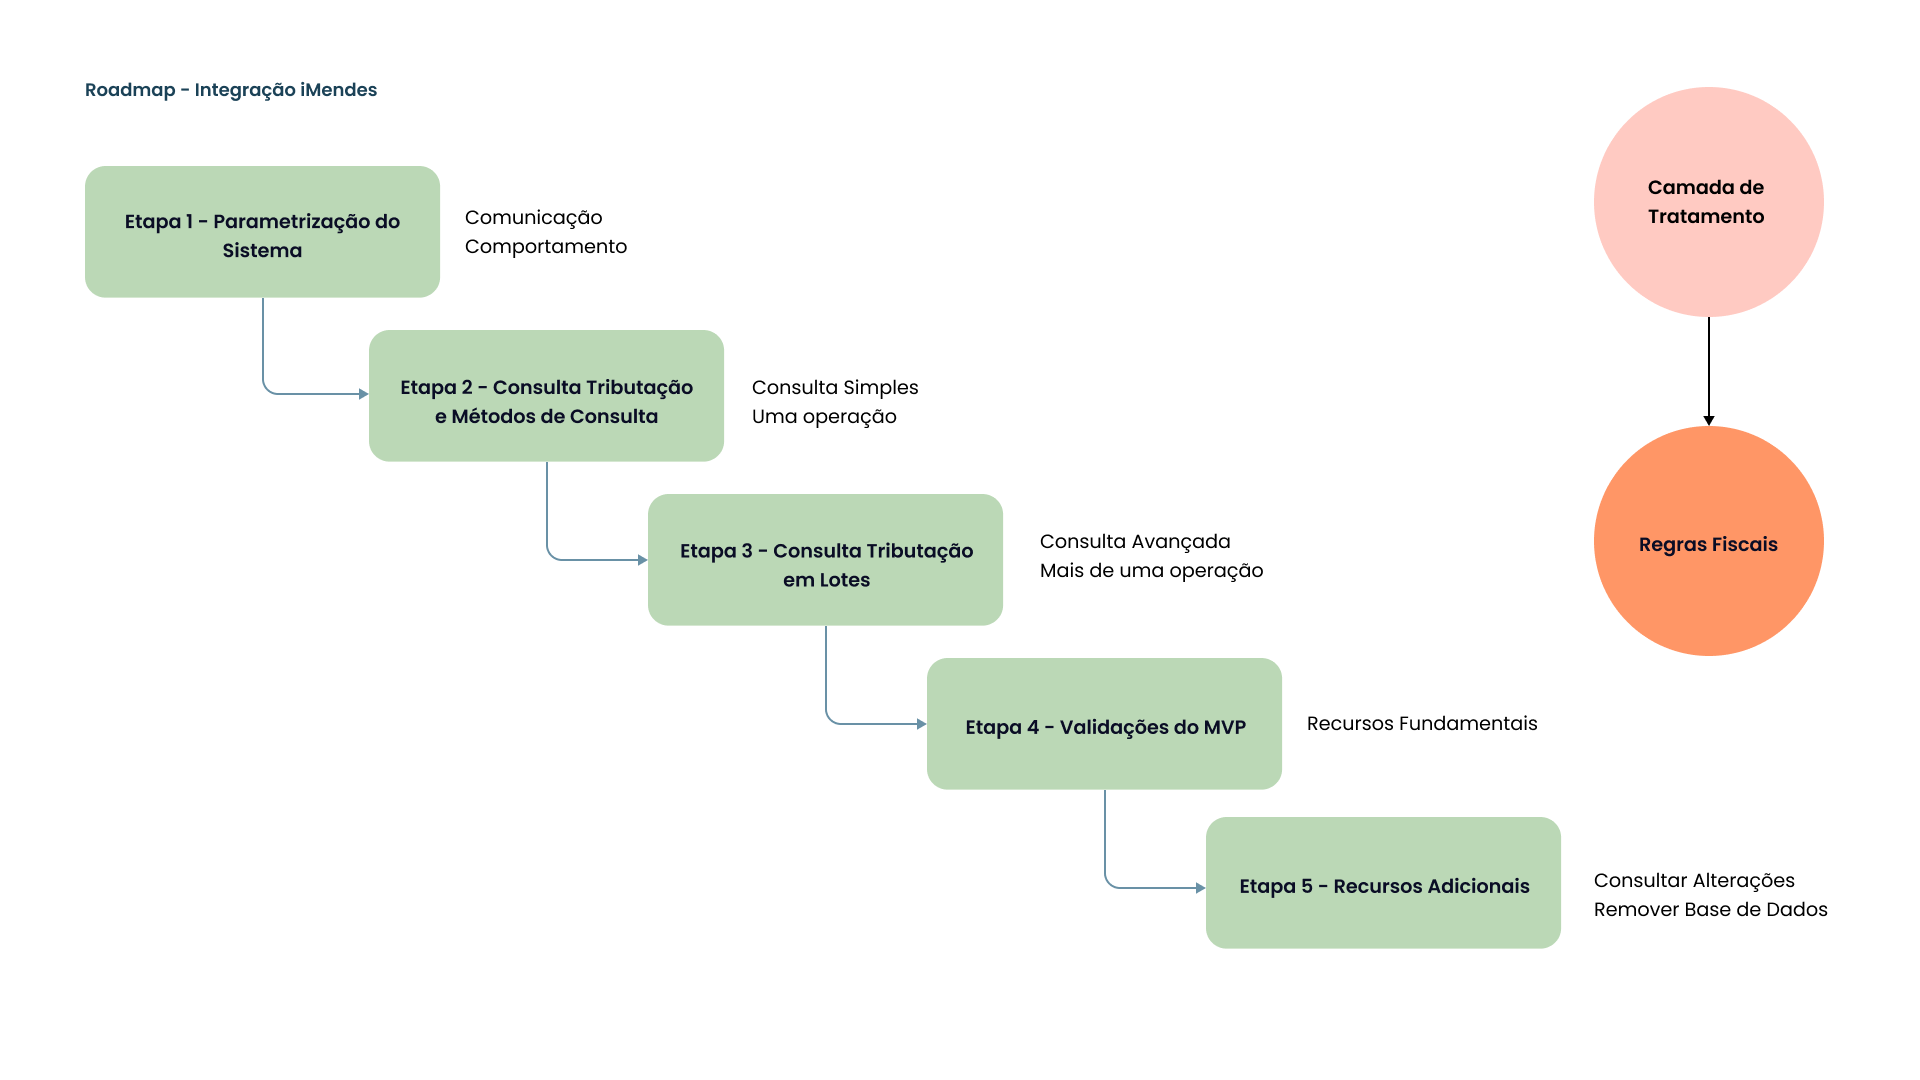 Roadmap - Integração iMendes
Etapa 1 - Parametrização do
Sistema
Comunicação
Comportamento
Etapa 2 - Consulta Tributação
e Métodos de Consulta
Consulta Simples
Uma operação
Etapa 3 - Consulta Tributação
em Lotes
Consulta Avançada
Mais de uma operação
Etapa 4 - Validações do MVP
Recursos Fundamentais
Etapa 5 - Recursos Adicionais
Consultar Alterações
Remover Base de Dados
Camada de
Tratamento
Regras Fiscais